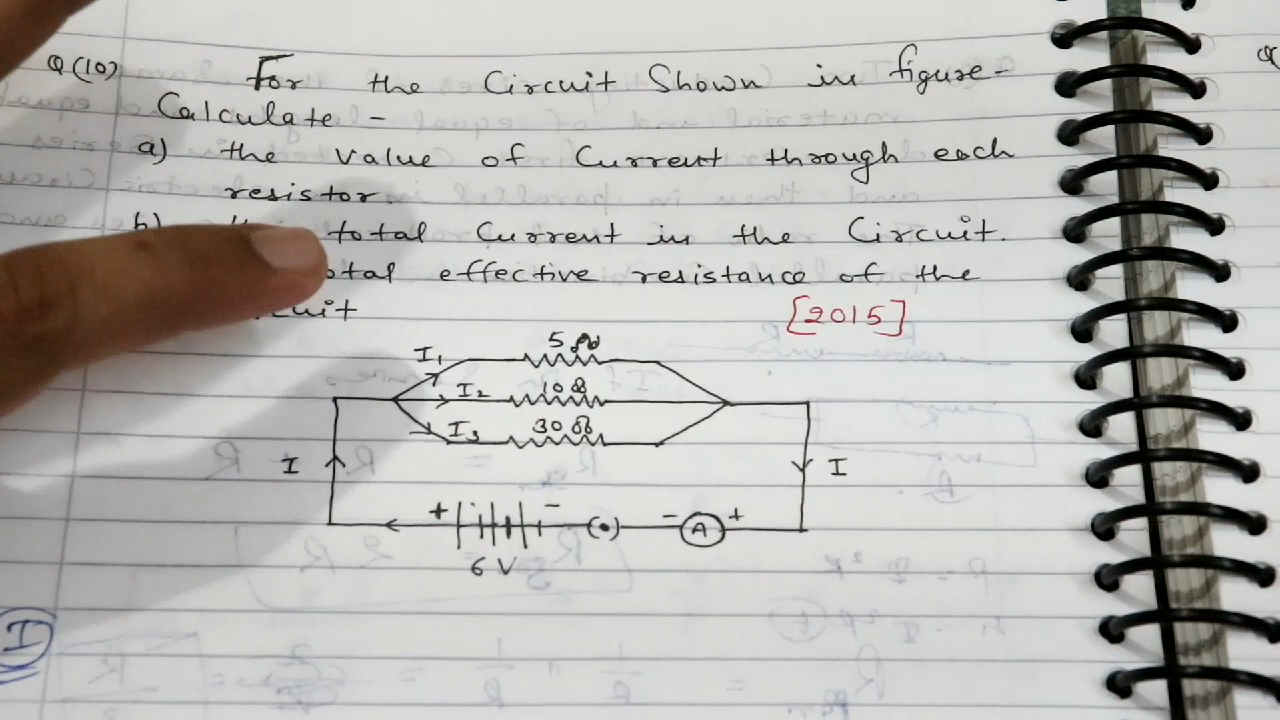 Q(10) For the Circuit Shown in figure-
Calculate -
a) the value of Current through each
resistor
total Current in the Circuit.
effective resistance of the
[2015]
5 Ω
I₁
I₂ 10 Ω
I₃ 30 Ω
I I
+ - (•) - A +
6 V